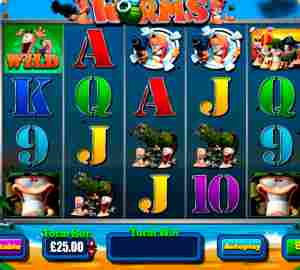 WORMS
WILD A
K Q A A Q
9 J J 9
J 10
Total Bet
£25.00
Total Win
Autoplay